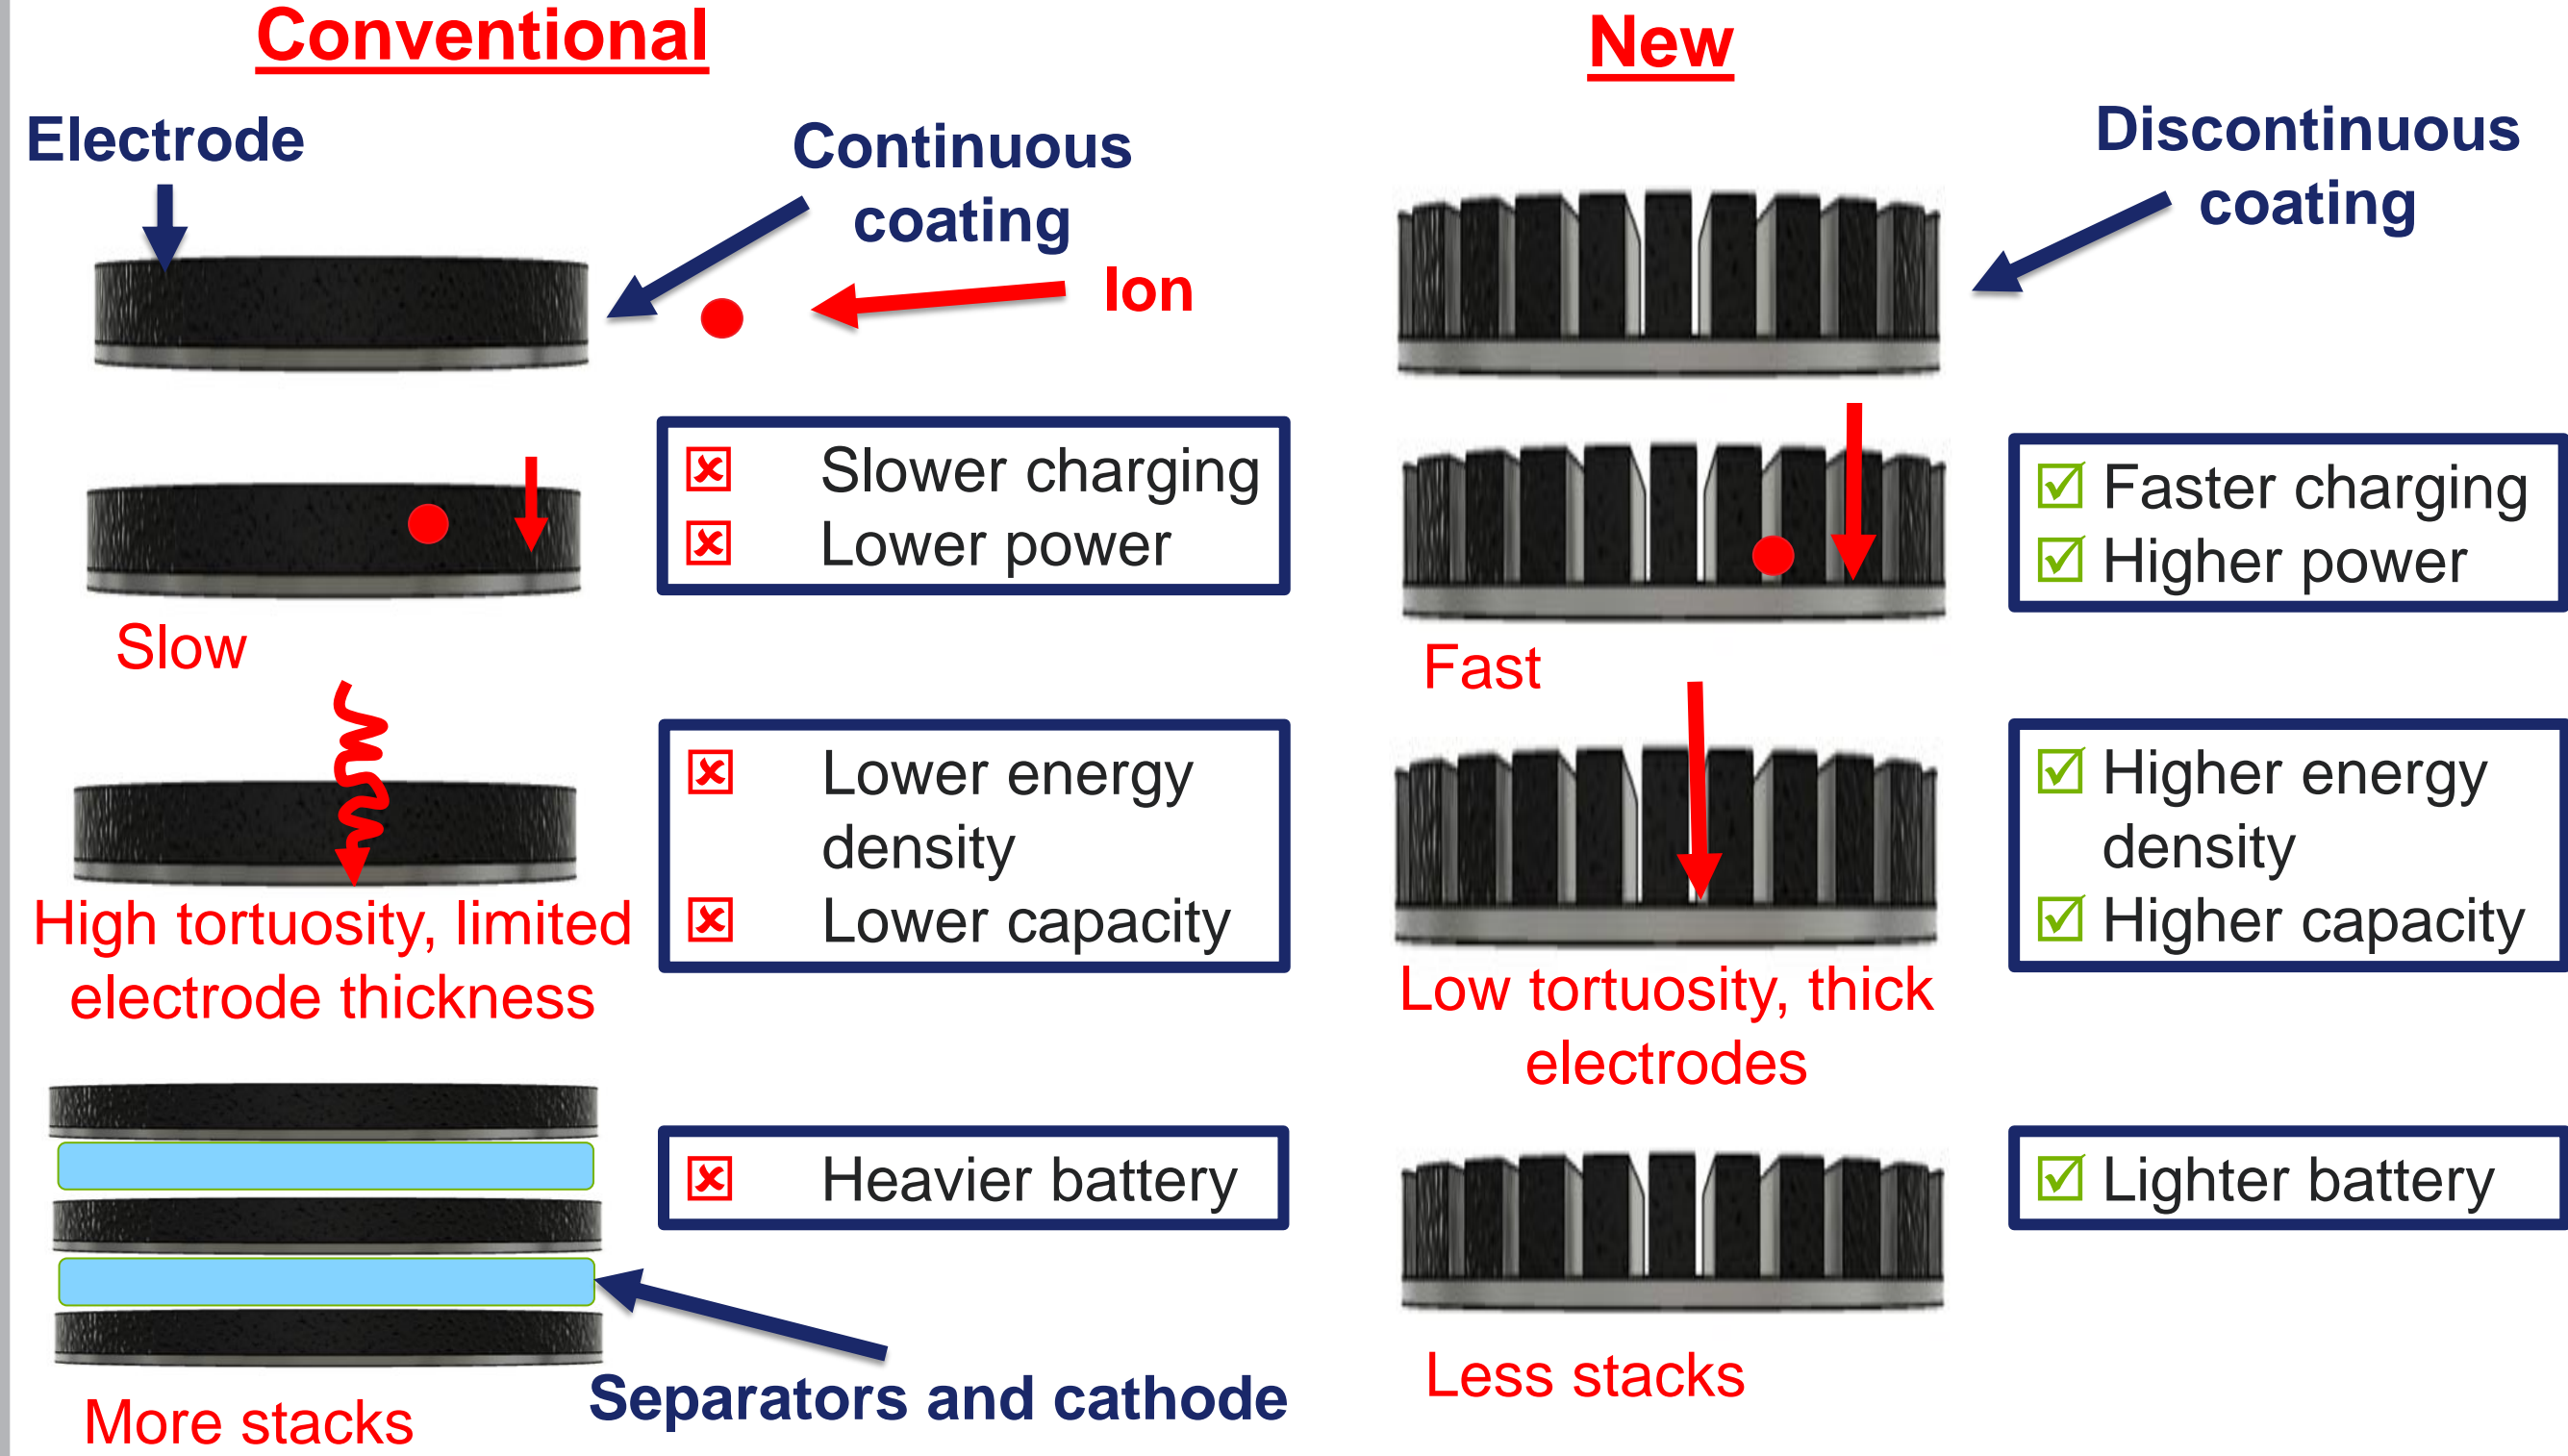 Conventional
Electrode
Continuous
coating
Ion
Slower charging
Lower power
Slow
Lower energy
density
Lower capacity
High tortuosity, limited
electrode thickness
Heavier battery
Separators and cathode
More stacks
New
Discontinuous
coating
Faster charging
Higher power
Fast
Higher energy
density
Higher capacity
Low tortuosity, thick
electrodes
Lighter battery
Less stacks